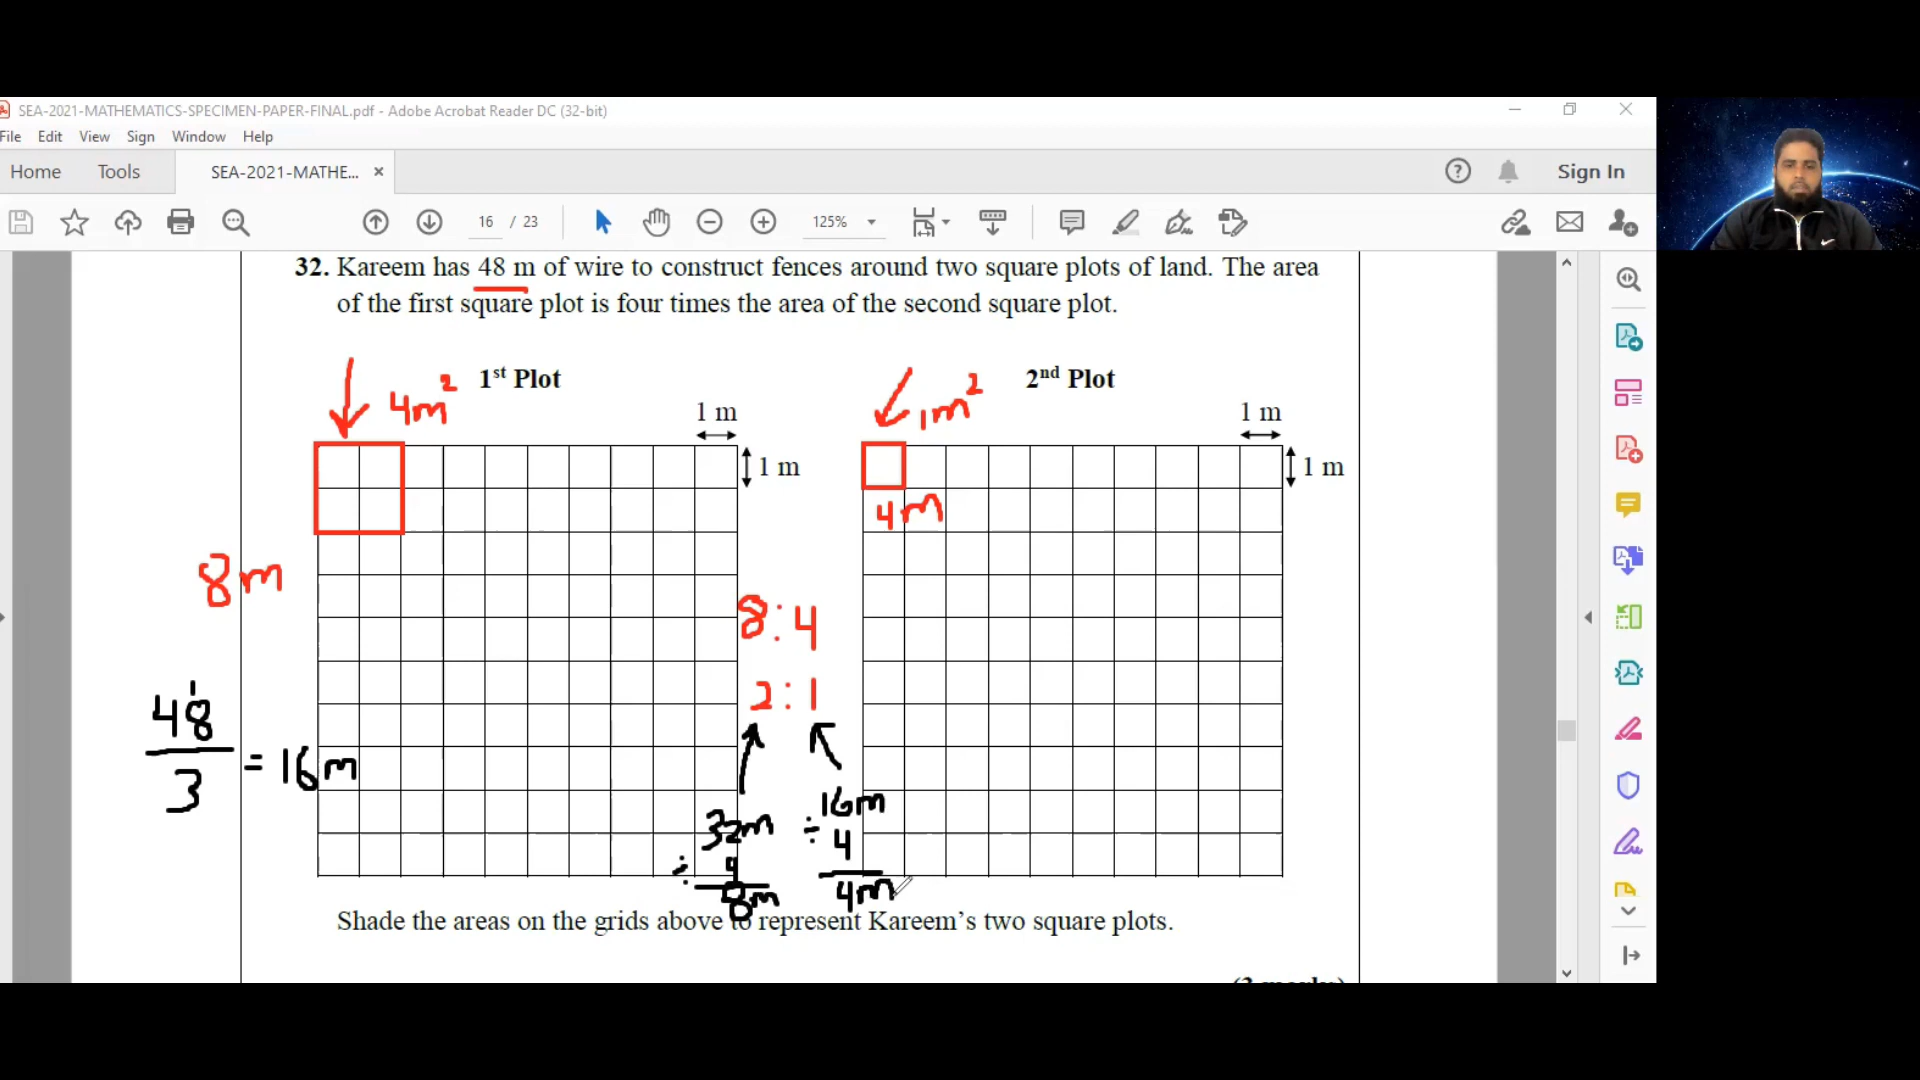 SEA-2021-MATHEMATICS-SPECIMEN-PAPER-FINAL.pdf - Adobe Acrobat Reader DC (32-bit)
File Edit View Sign Window Help
Home Tools SEA-2021-MATHE... × Sign In
16 / 23 125%
32. Kareem has 48 m of wire to construct fences around two square plots of land. The area
of the first square plot is four times the area of the second square plot.
4m² 1st Plot 1m² 2nd Plot
1 m 1 m
1 m 1 m
4m
8m
8:4
2:1
48/3 = 16m
32m ÷ 4 8m
16m ÷ 4 4m
Shade the areas on the grids above to represent Kareem's two square plots.